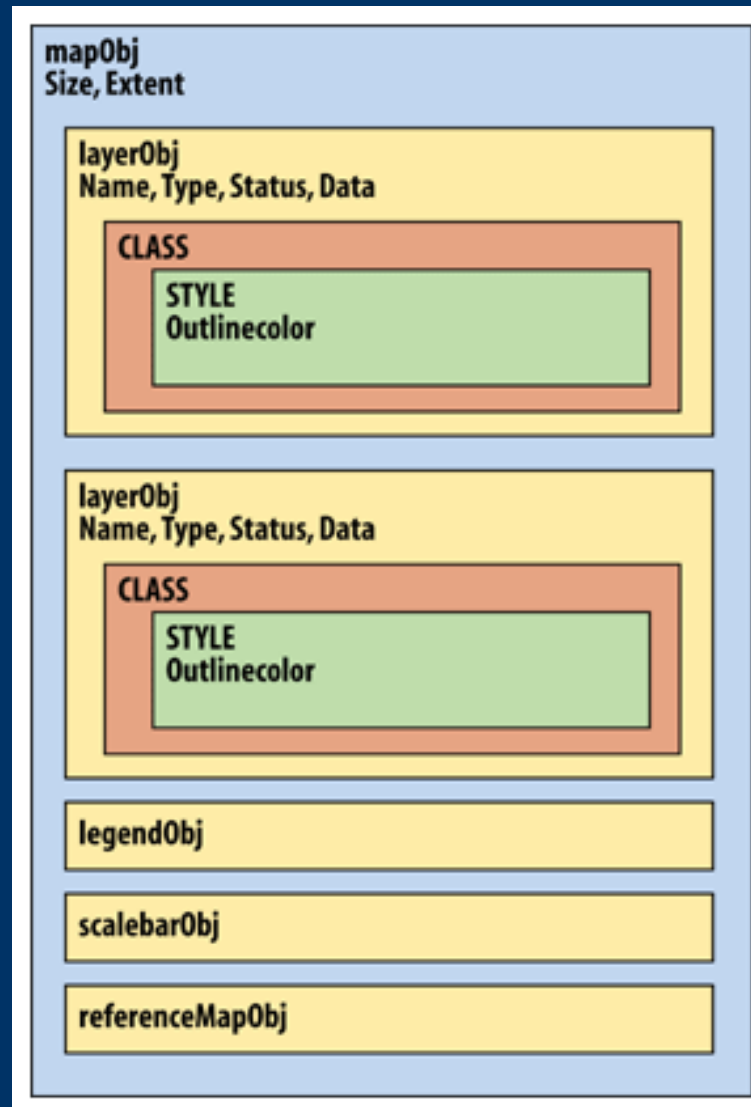 mapObj
Size, Extent
layerObj
Name, Type, Status, Data
CLASS
STYLE
Outlinecolor
layerObj
Name, Type, Status, Data
CLASS
STYLE
Outlinecolor
legendObj
scalebarObj
referenceMapObj